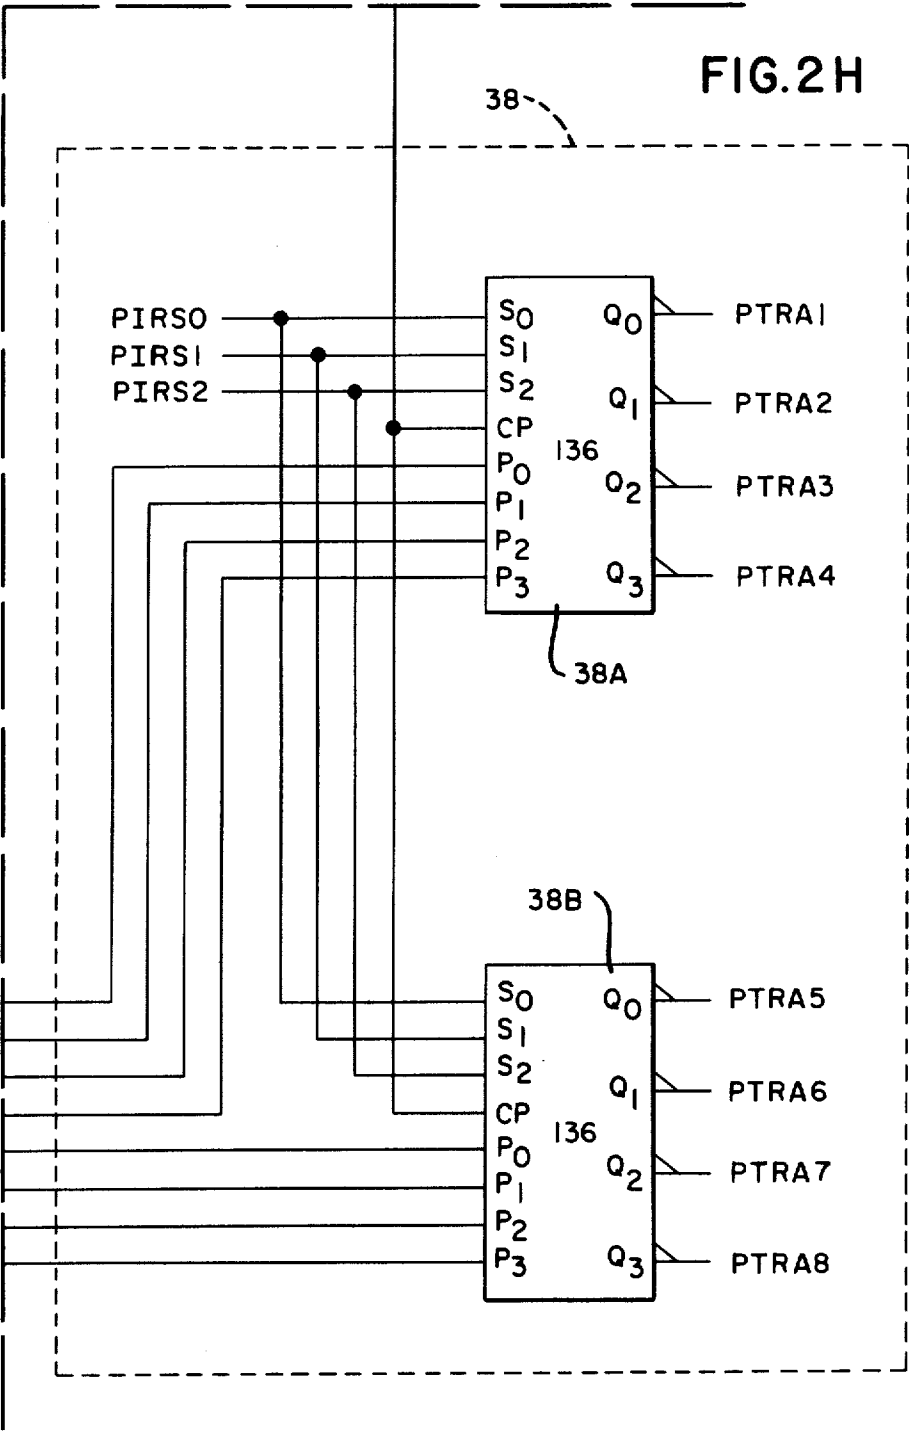 FIG. 2H
38
PIRS0
PIRS1
PIRS2
S0
S1
S2
CP
P0
P1
P2
P3
136
Q0
Q1
Q2
Q3
PTRA1
PTRA2
PTRA3
PTRA4
38A
38B
S0
S1
S2
CP
P0
P1
P2
P3
136
Q0
Q1
Q2
Q3
PTRA5
PTRA6
PTRA7
PTRA8